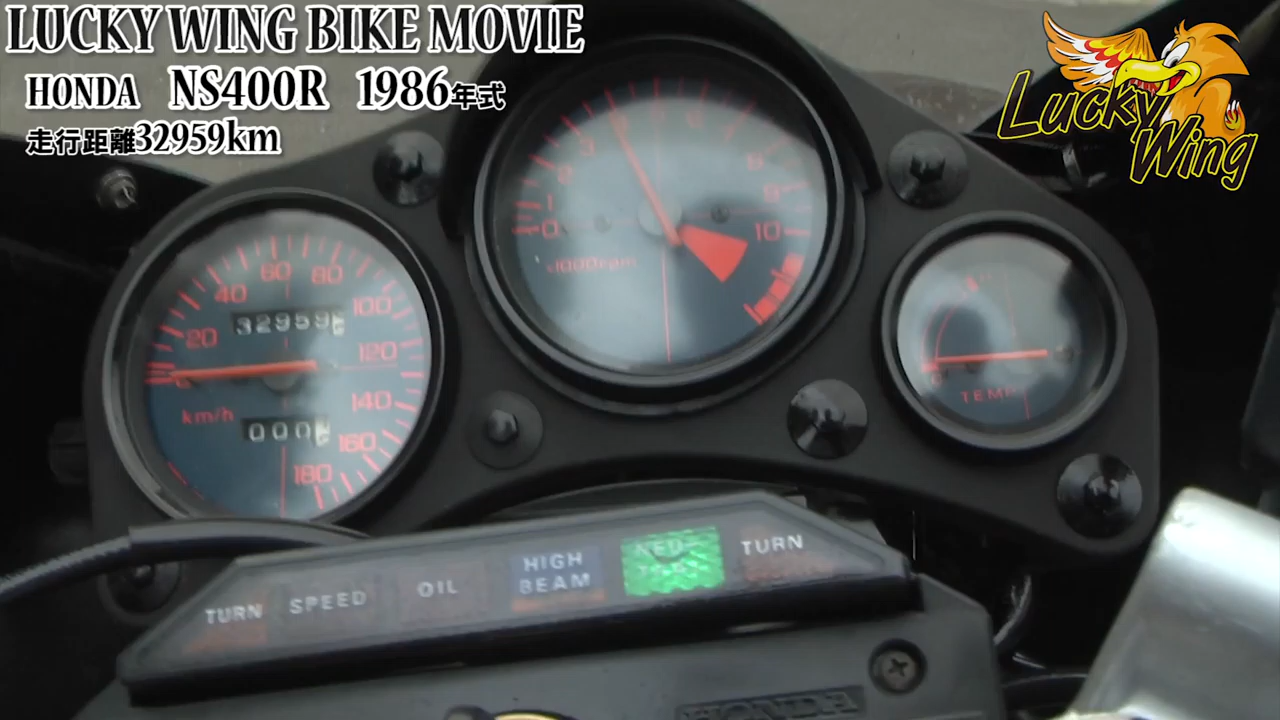 LUCKY WING BIKE MOVIE
HONDA NS400R 1986年式
走行距離32959km
Lucky Wing
20 40 60 80 100 120 140 160 180
32959
km/h
000
0 1 2 3 8 9 10
x1000rpm
TEMP
TURN SPEED OIL HIGH BEAM NEUTRAL TURN
HONDA